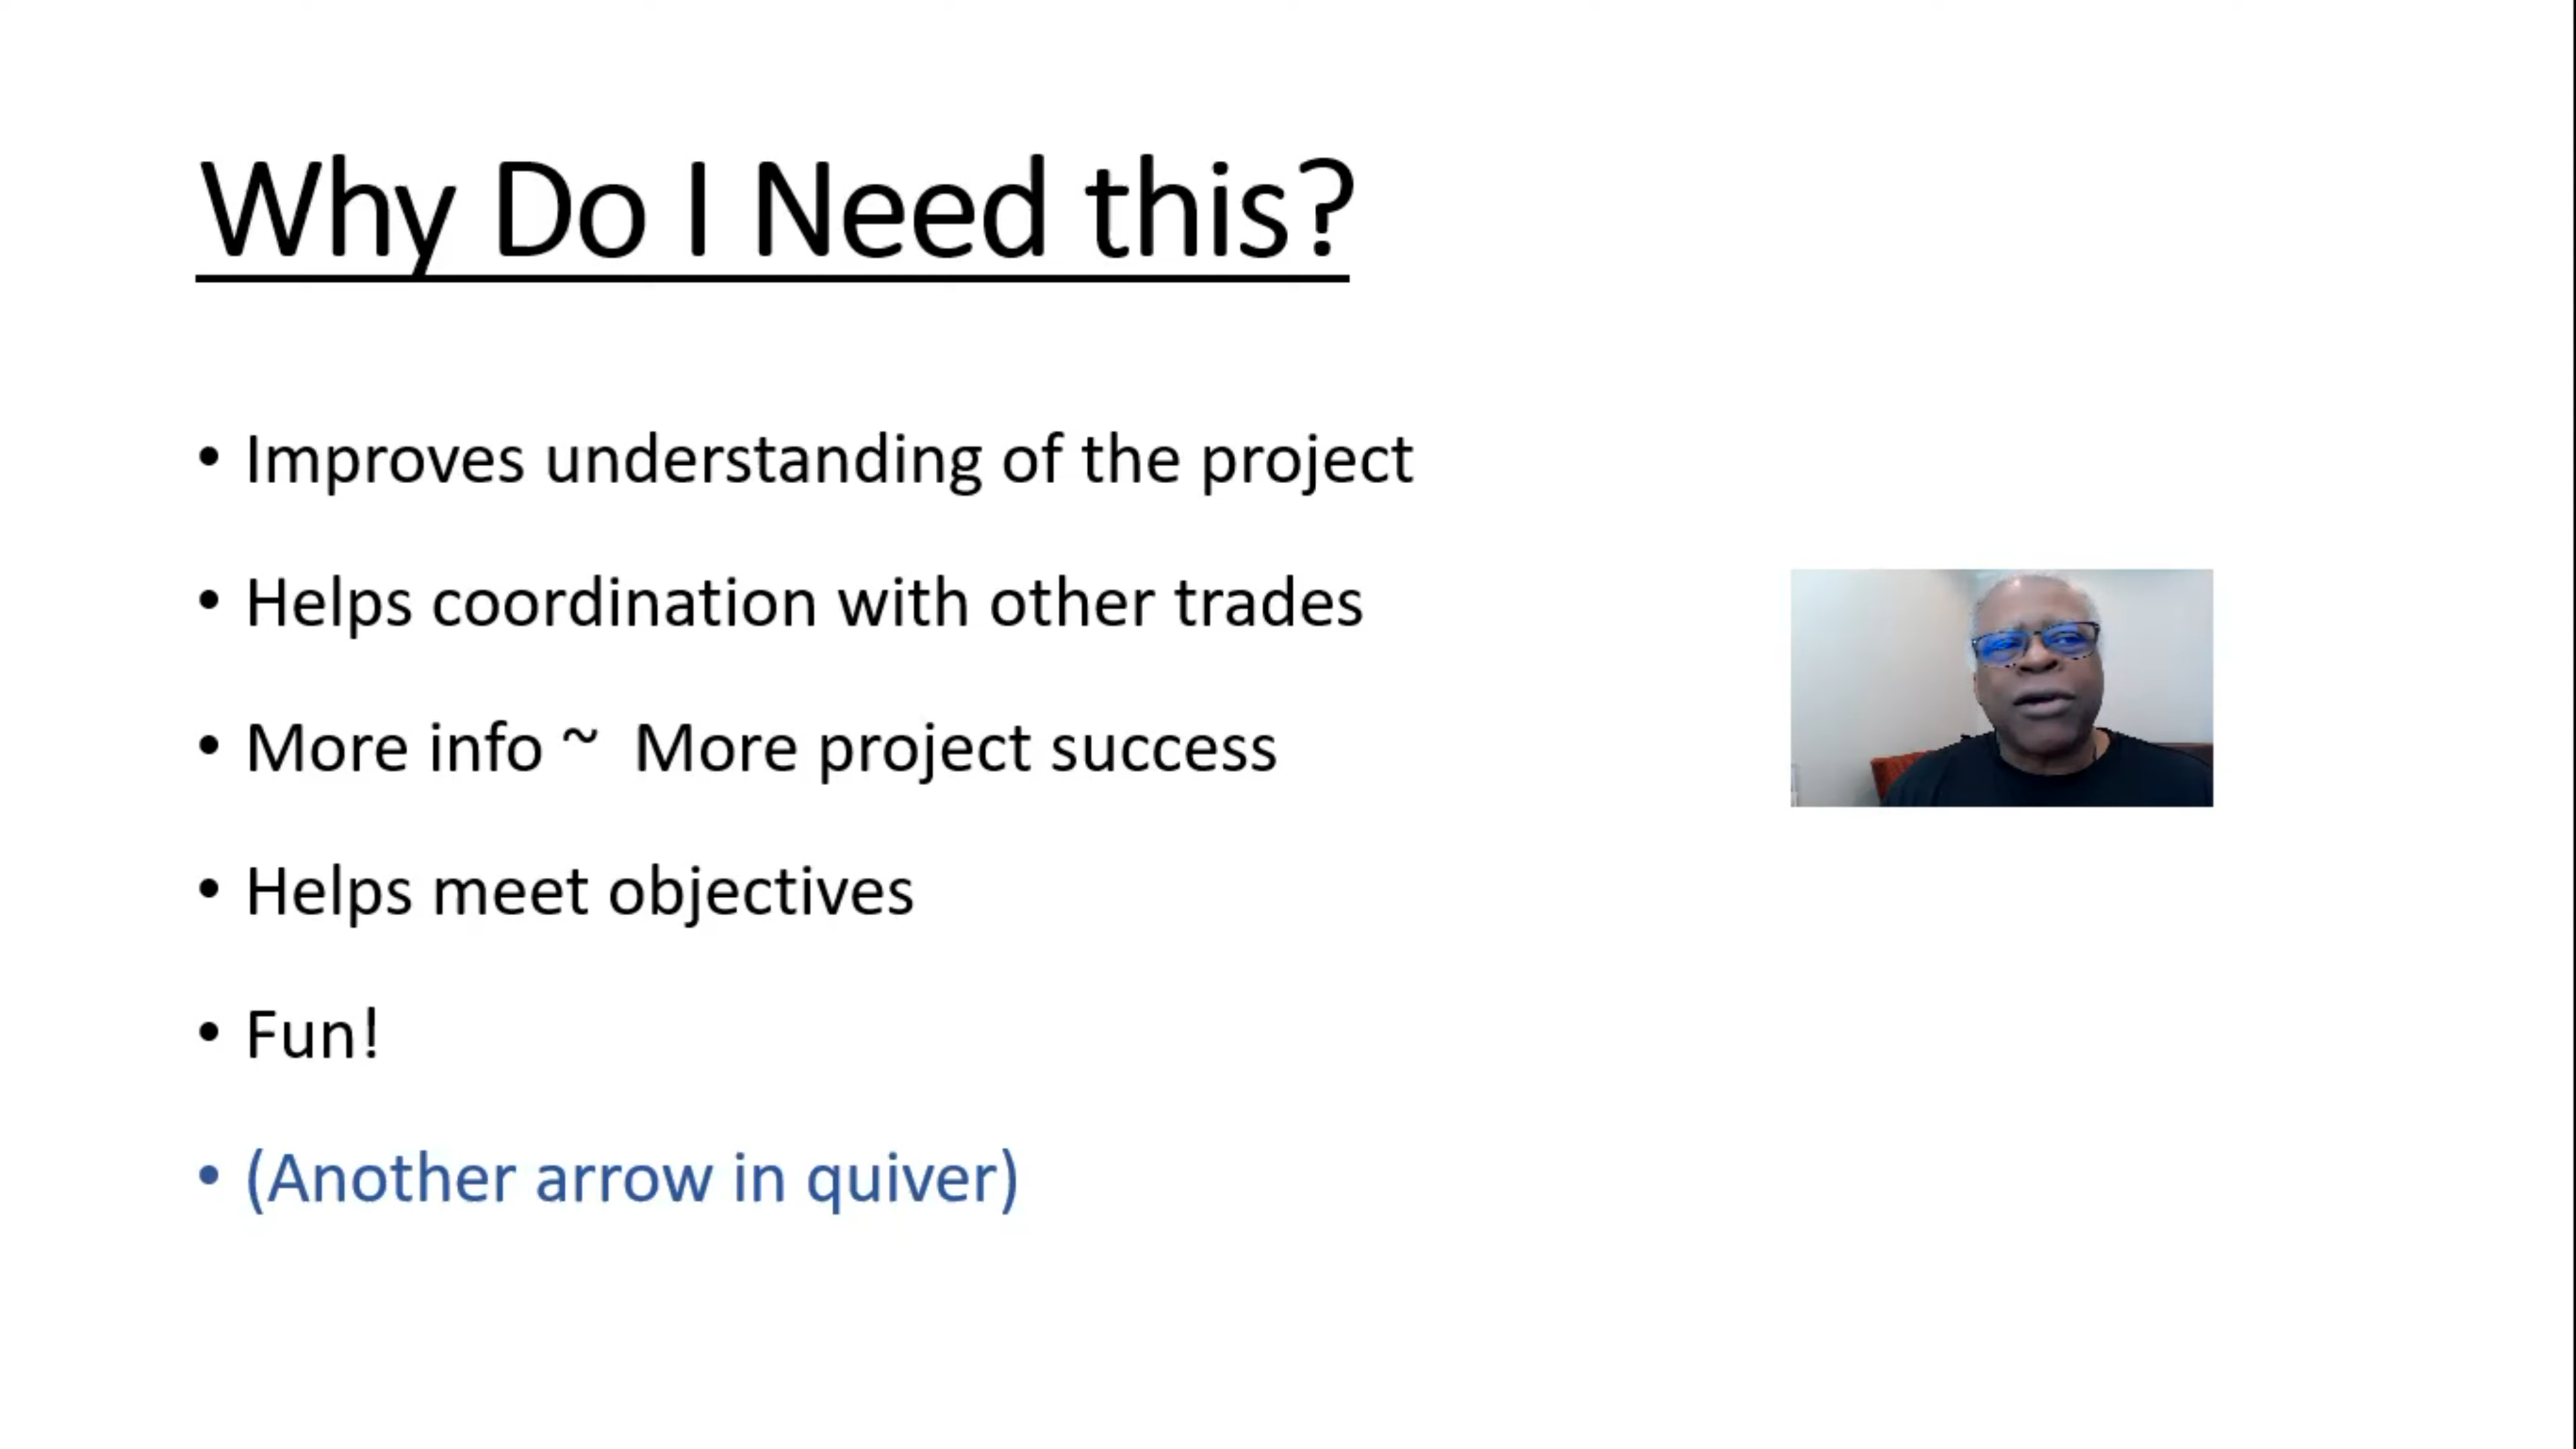 Why Do I Need this?
• Improves understanding of the project
• Helps coordination with other trades
• More info ~ More project success
• Helps meet objectives
• Fun!
• (Another arrow in quiver)